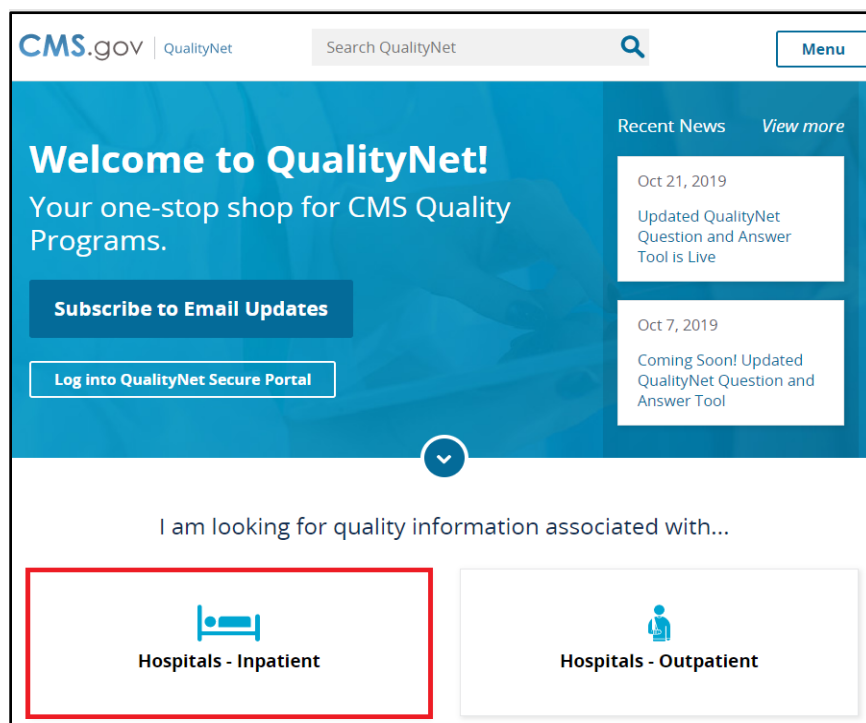 CMS.gov QualityNet
Search QualityNet
Menu
Welcome to QualityNet!
Your one-stop shop for CMS Quality
Programs.
Subscribe to Email Updates
Log into QualityNet Secure Portal
Recent News View more
Oct 21, 2019
Updated QualityNet
Question and Answer
Tool is Live
Oct 7, 2019
Coming Soon! Updated
QualityNet Question and
Answer Tool
I am looking for quality information associated with...
Hospitals - Inpatient
Hospitals - Outpatient